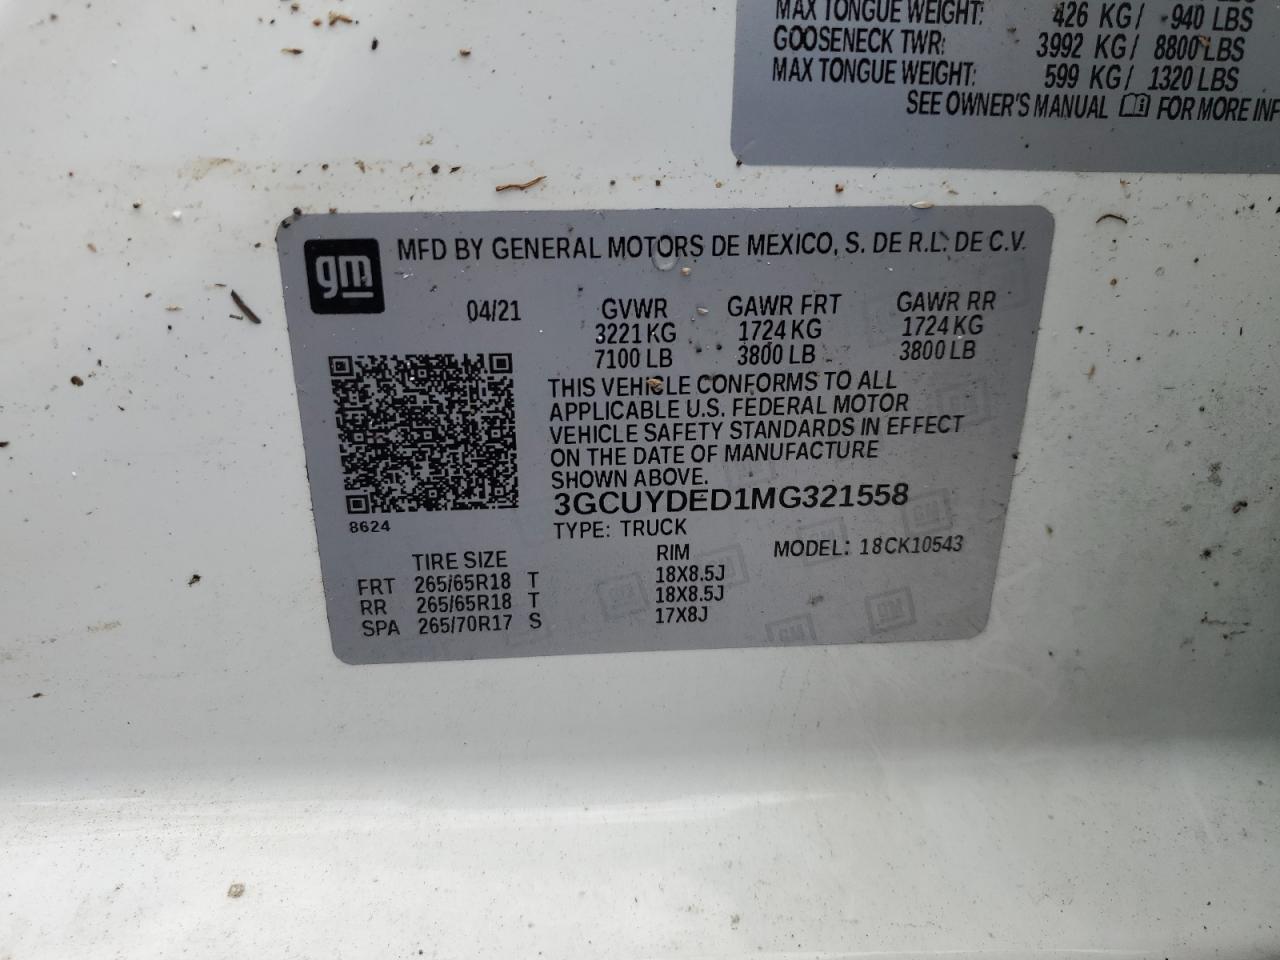 MAX TONGUE WEIGHT: 426 KG/ 940 LBS
GOOSENECK TWR: 3992 KG/ 8800 LBS
MAX TONGUE WEIGHT: 599 KG/ 1320 LBS
SEE OWNER'S MANUAL FOR MORE INF
gm
MFD BY GENERAL MOTORS DE MEXICO, S. DE R.L. DE C.V.
04/21 GVWR GAWR FRT GAWR RR
3221 KG 1724 KG 1724 KG
7100 LB 3800 LB 3800 LB
THIS VEHICLE CONFORMS TO ALL
APPLICABLE U.S. FEDERAL MOTOR
VEHICLE SAFETY STANDARDS IN EFFECT
ON THE DATE OF MANUFACTURE
SHOWN ABOVE.
3GCUYDED1MG321558
8624
TYPE: TRUCK
MODEL: 18CK10543
TIRE SIZE RIM
FRT 265/65R18 T 18X8.5J
RR 265/65R18 T 18X8.5J
SPA 265/70R17 S 17X8J
GM
GM
GM